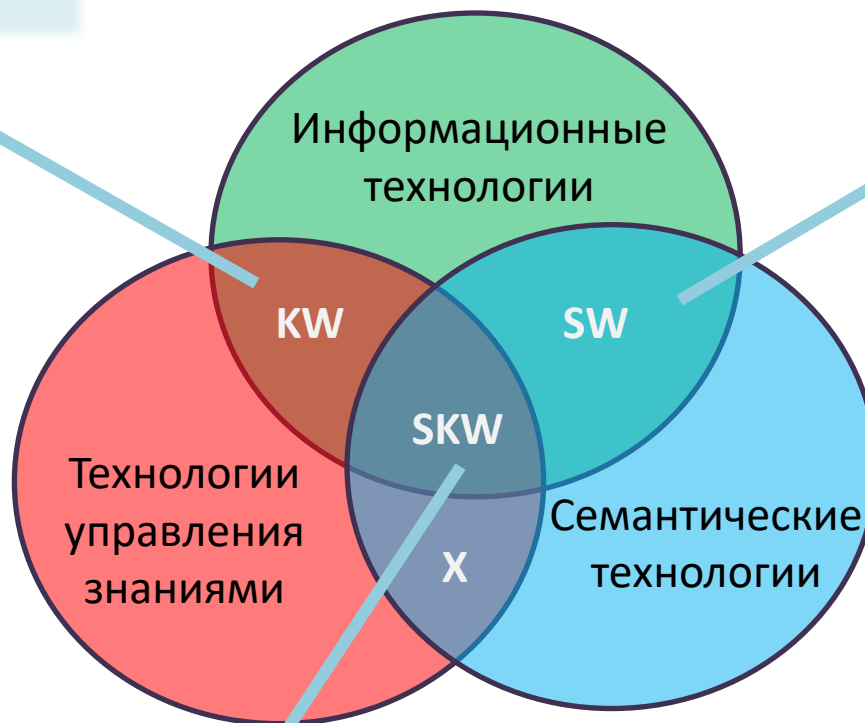 Информационные
технологии
KW
SW
SKW
Технологии
управления
знаниями
X
Семантические
технологии